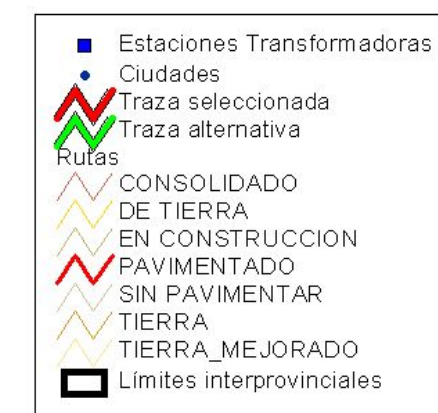 Estaciones Transformadoras
Ciudades
Traza seleccionada
Traza alternativa
Rutas
CONSOLIDADO
DE TIERRA
EN CONSTRUCCION
PAVIMENTADO
SIN PAVIMENTAR
TIERRA
TIERRA_MEJORADO
Límites interprovinciales